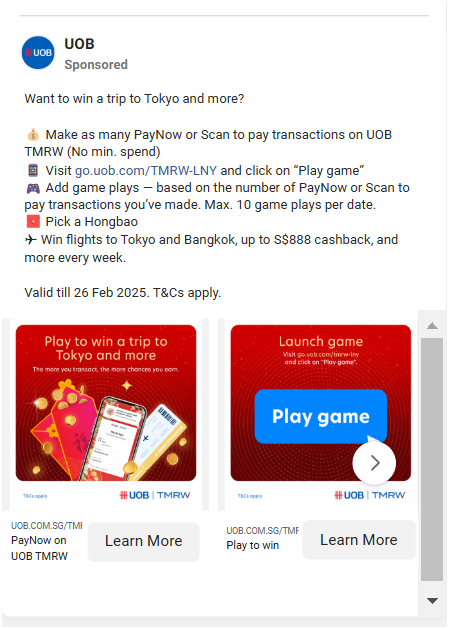 UOB
UOB
Sponsored
Want to win a trip to Tokyo and more?
💰 Make as many PayNow or Scan to pay transactions on UOB
TMRW (No min. spend)
📱 Visit go.uob.com/TMRW-LNY and click on “Play game”
🎮 Add game plays — based on the number of PayNow or Scan to
pay transactions you’ve made. Max. 10 game plays per date.
🧧 Pick a Hongbao
✈ Win flights to Tokyo and Bangkok, up to S$888 cashback, and
more every week.
Valid till 26 Feb 2025. T&Cs apply.
Play to win a trip to
Tokyo and more
The more you transact, the more chances you earn.
T&Cs apply.
UOB | TMRW
UOB.COM.SG/TMF
PayNow on
UOB TMRW
Learn More
Launch game
Visit go.uob.com/tmrw-lny
and click on "Play game".
Play game
T&Cs apply.
UOB | TMRW
UOB.COM.SG/TMF
Play to win
Learn More